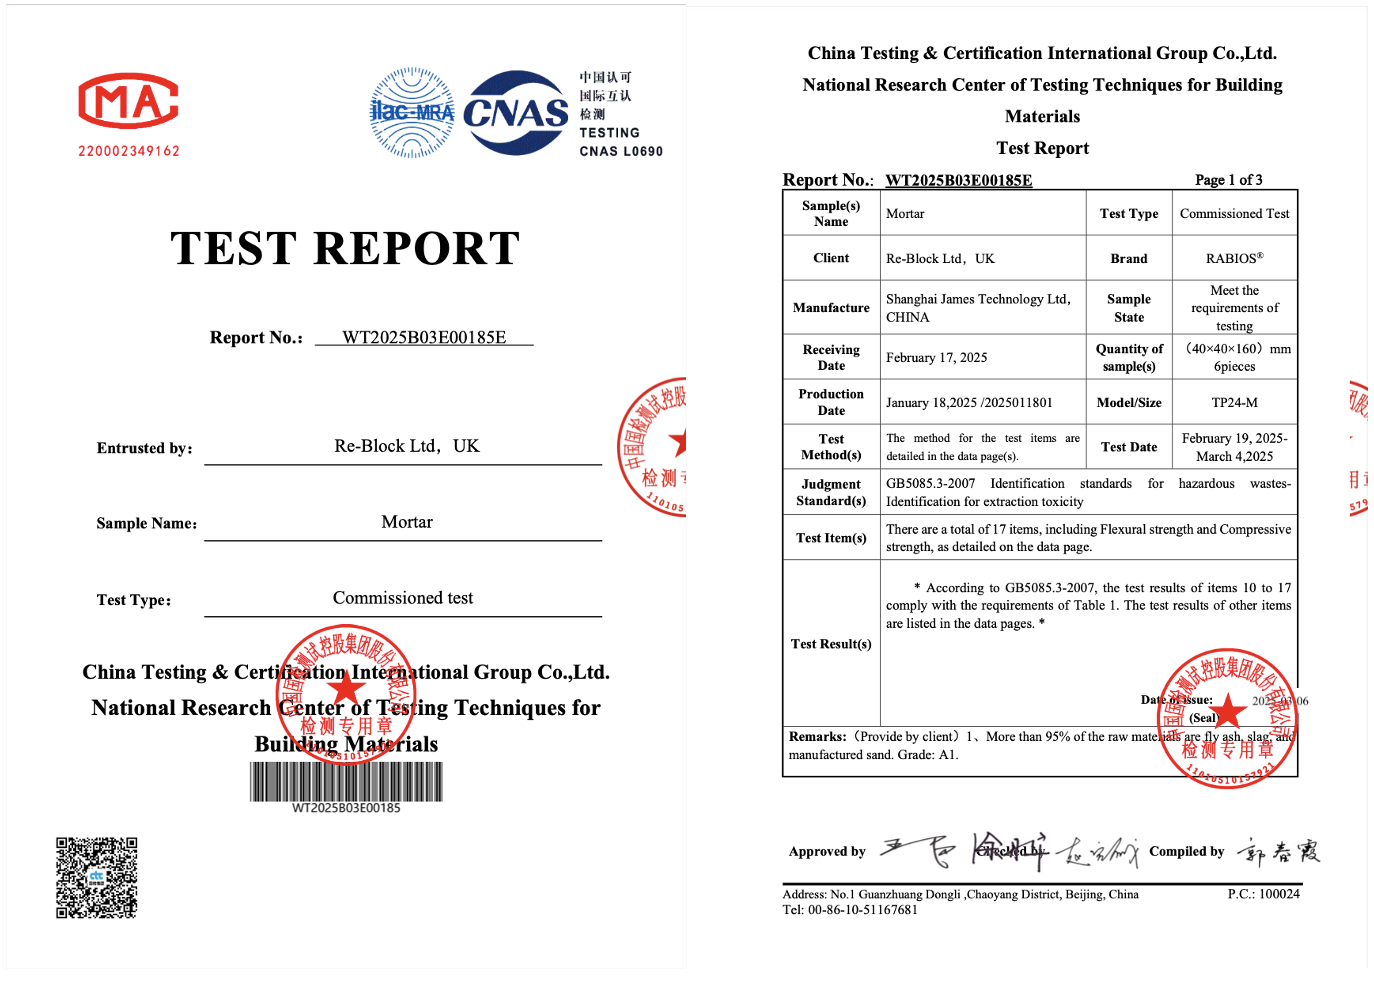 MA
220002349162
ilac-MRA
CNAS
中国认可
国际互认
检测
TESTING
CNAS L0690
TEST REPORT
Report No.: WT2025B03E00185E
Entrusted by: Re-Block Ltd，UK
Sample Name: Mortar
Test Type: Commissioned test
China Testing & Certification International Group Co.,Ltd.
National Research Center of Testing Techniques for
Building Materials
中国国检测试控股集团股份有限公司
检测专用章
11010510157921
WT2025B03E00185
ctc
China Testing & Certification International Group Co.,Ltd.
National Research Center of Testing Techniques for Building
Materials
Test Report
Report No.: WT2025B03E00185E Page 1 of 3
Sample(s) Name Mortar Test Type Commissioned Test
Client Re-Block Ltd，UK Brand RABIOS®
Manufacture Shanghai James Technology Ltd，CHINA Sample State Meet the requirements of testing
Receiving Date February 17, 2025 Quantity of sample(s) （40×40×160）mm 6pieces
Production Date January 18,2025 /2025011801 Model/Size TP24-M
Test Method(s) The method for the test items are detailed in the data page(s). Test Date February 19, 2025-March 4,2025
Judgment Standard(s) GB5085.3-2007 Identification standards for hazardous wastes-
Identification for extraction toxicity
Test Item(s) There are a total of 17 items, including Flexural strength and Compressive
strength, as detailed on the data page.
* According to GB5085.3-2007, the test results of items 10 to 17
comply with the requirements of Table 1. The test results of other items
are listed in the data pages. *
Test Result(s)
Date of issue: 2025-03-06
(Seal)
中国国检测试控股集团股份有限公司
检测专用章
11010510157921
Remarks:（Provide by client）1、More than 95% of the raw materials are fly ash, slag, and
manufactured sand. Grade: A1.
Approved by Checked by Compiled by 郭春霞
Address: No.1 Guanzhuang Dongli ,Chaoyang District, Beijing, China P.C.: 100024
Tel: 00-86-10-51167681